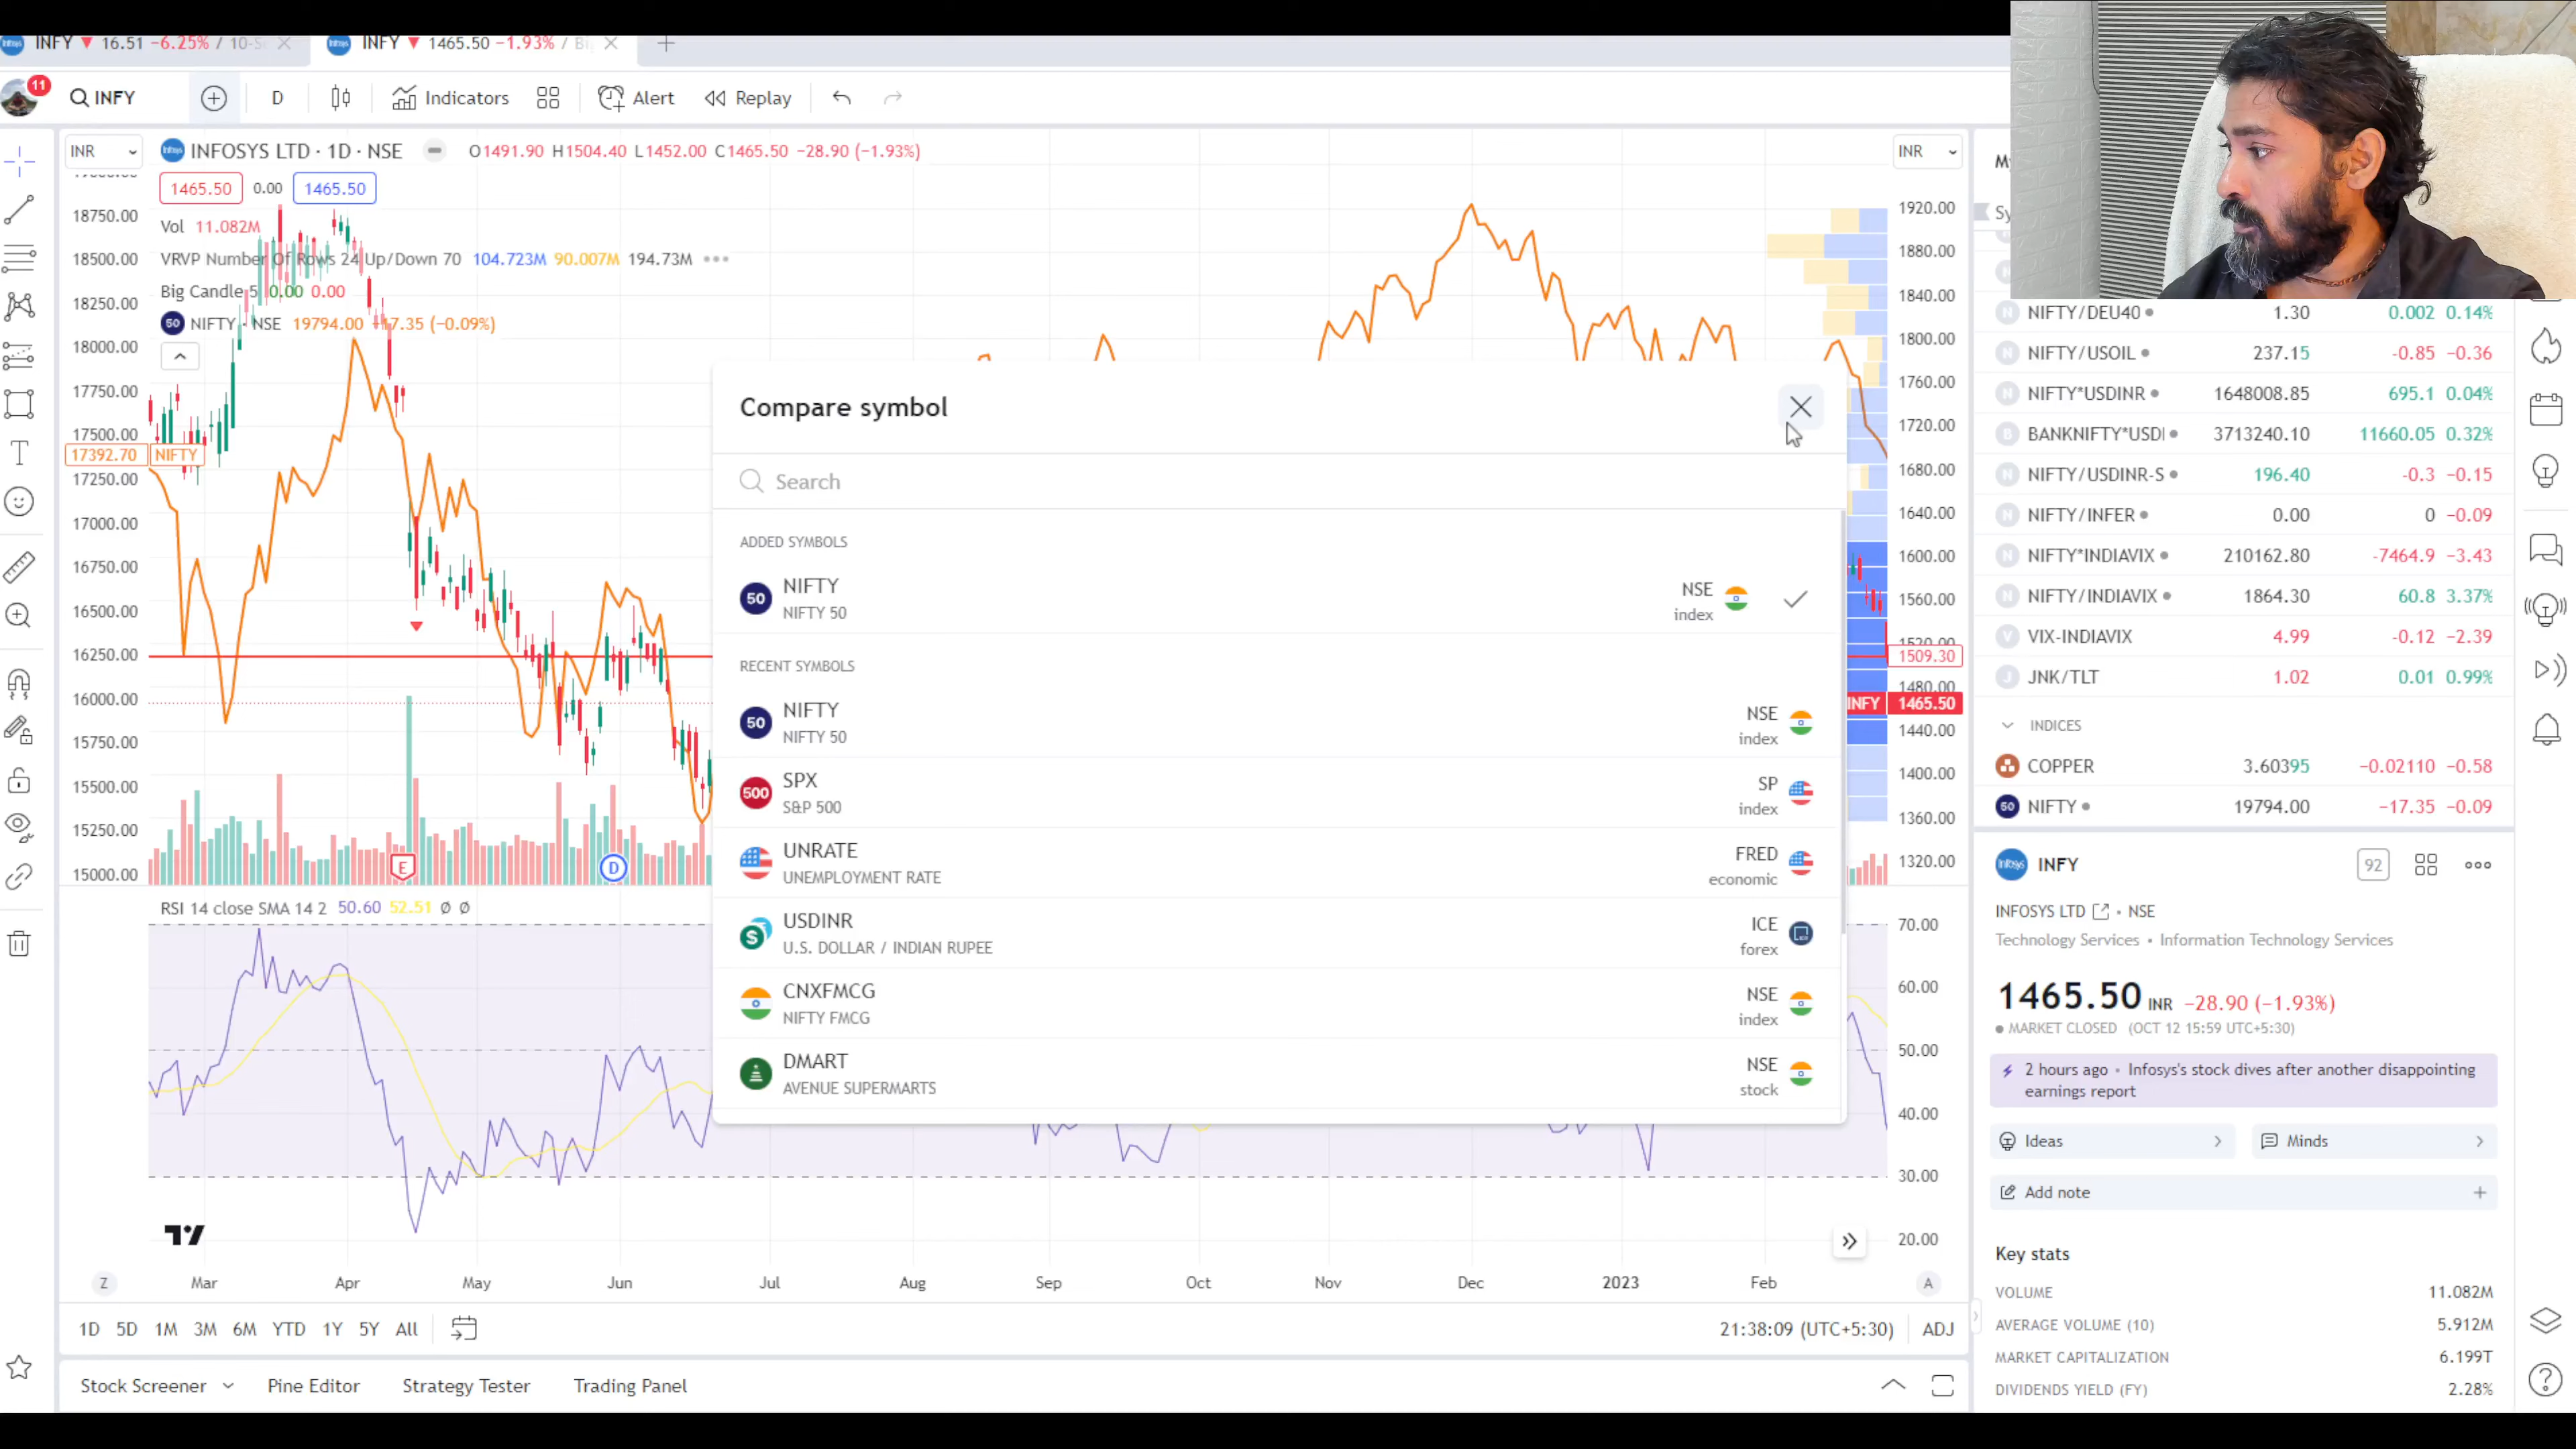 INFY 16.51 −6.25% / 10-S
INFY 1465.50 −1.93% /
11 INFY D Indicators Alert Replay
INR INFOSYS LTD · 1D · NSE O1491.90 H1504.40 L1452.00 C1465.50 −28.90 (−1.93%) INR
1465.50 0.00 1465.50
Vol 11.082M
VRVP Number Of Rows 24 Up/Down 70 104.723M 90.007M 194.73M
Big Candle 5 0.00 0.00
50 NIFTY · NSE 19794.00 −17.35 (−0.09%)
18750.00
18500.00
18250.00
18000.00
17750.00
17500.00
17392.70 NIFTY
17250.00
17000.00
16750.00
16500.00
16250.00
16000.00
15750.00
15500.00
15250.00
15000.00
E D
Compare symbol
Search
ADDED SYMBOLS
NIFTY NSE
50
NIFTY 50 index
RECENT SYMBOLS
NIFTY NSE
50
NIFTY 50 index
SPX SP
500
S&P 500 index
UNRATE FRED
UNEMPLOYMENT RATE economic
USDINR ICE
U.S. DOLLAR / INDIAN RUPEE forex
CNXFMCG NSE
NIFTY FMCG index
DMART NSE
AVENUE SUPERMARTS stock
1920.00
1880.00
1840.00
1800.00
1760.00
1720.00
1680.00
1640.00
1600.00
1560.00
1520.00
1509.30
1480.00
INFY 1465.50
1440.00
1400.00
1360.00
1320.00
RSI 14 close SMA 14 2 50.60 52.51 Ø Ø
70.00
60.00
50.00
40.00
30.00
20.00
Z Mar Apr May Jun Jul Aug Sep Oct Nov Dec 2023 Feb A
1D 5D 1M 3M 6M YTD 1Y 5Y All 21:38:09 (UTC+5:30) ADJ
Stock Screener Pine Editor Strategy Tester Trading Panel
NIFTY/DEU40 1.30 0.002 0.14%
NIFTY/USOIL 237.15 −0.85 −0.36
NIFTY*USDINR 1648008.85 695.1 0.04%
BANKNIFTY*USDI 3713240.10 11660.05 0.32%
NIFTY/USDINR-S 196.40 −0.3 −0.15
NIFTY/INFER 0.00 0 −0.09
NIFTY*INDIAVIX 210162.80 −7464.9 −3.43
NIFTY/INDIAVIX 1864.30 60.8 3.37%
VIX-INDIAVIX 4.99 −0.12 −2.39
JNK/TLT 1.02 0.01 0.99%
INDICES
COPPER 3.60395 −0.02110 −0.58
50 NIFTY 19794.00 −17.35 −0.09
Infosys INFY 92
INFOSYS LTD • NSE
Technology Services • Information Technology Services
1465.50 INR −28.90 (−1.93%)
MARKET CLOSED (OCT 12 15:59 UTC+5:30)
2 hours ago • Infosys's stock dives after another disappointing
earnings report
Ideas Minds
Add note
Key stats
VOLUME 11.082M
AVERAGE VOLUME (10) 5.912M
MARKET CAPITALIZATION 6.199T
DIVIDENDS YIELD (FY) 2.28%